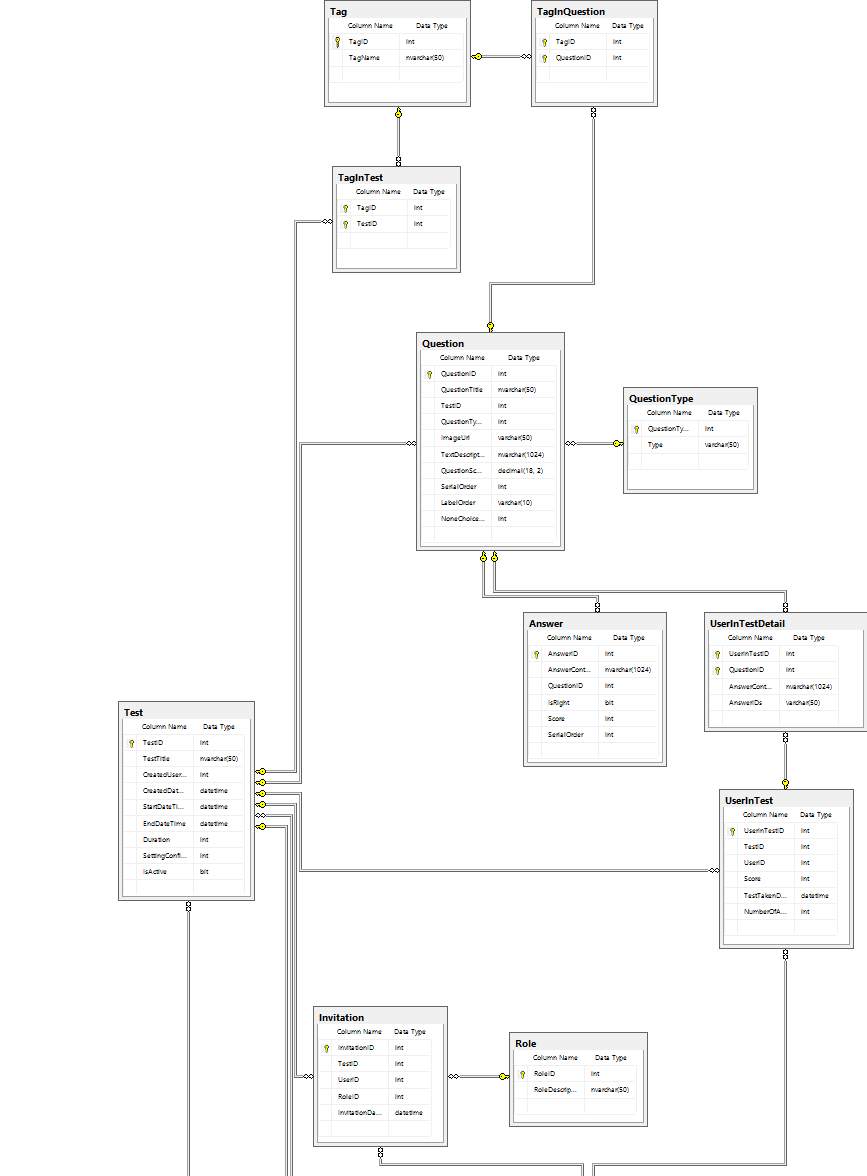 Tag
Column Name Data Type
TagID int
TagName nvarchar(50)
TagInQuestion
Column Name Data Type
TagID int
QuestionID int
TagInTest
Column Name Data Type
TagID int
TestID int
Question
Column Name Data Type
QuestionID int
QuestionTitle nvarchar(50)
TestID int
QuestionTy... int
ImageUrl varchar(50)
TextDescript... nvarchar(1024)
QuestionSc... decimal(18, 2)
SerialOrder int
LabelOrder varchar(10)
NoneChoice... int
QuestionType
Column Name Data Type
QuestionTy... int
Type varchar(50)
Answer
Column Name Data Type
AnswerID int
AnswerCont... nvarchar(1024)
QuestionID int
IsRight bit
Score int
SerialOrder int
UserInTestDetail
Column Name Data Type
UserInTestID int
QuestionID int
AnswerCont... nvarchar(1024)
AnswerIDs varchar(50)
Test
Column Name Data Type
TestID int
TestTitle nvarchar(50)
CreatedUser... int
CreatedDat... datetime
StartDateTi... datetime
EndDateTime datetime
Duration int
SettingConfi... int
IsActive bit
UserInTest
Column Name Data Type
UserInTestID int
TestID int
UserID int
Score int
TestTakenD... datetime
NumberOfA... int
Invitation
Column Name Data Type
InvitationID int
TestID int
UserID int
RoleID int
InvitationDa... datetime
Role
Column Name Data Type
RoleID int
RoleDescrip... nvarchar(50)